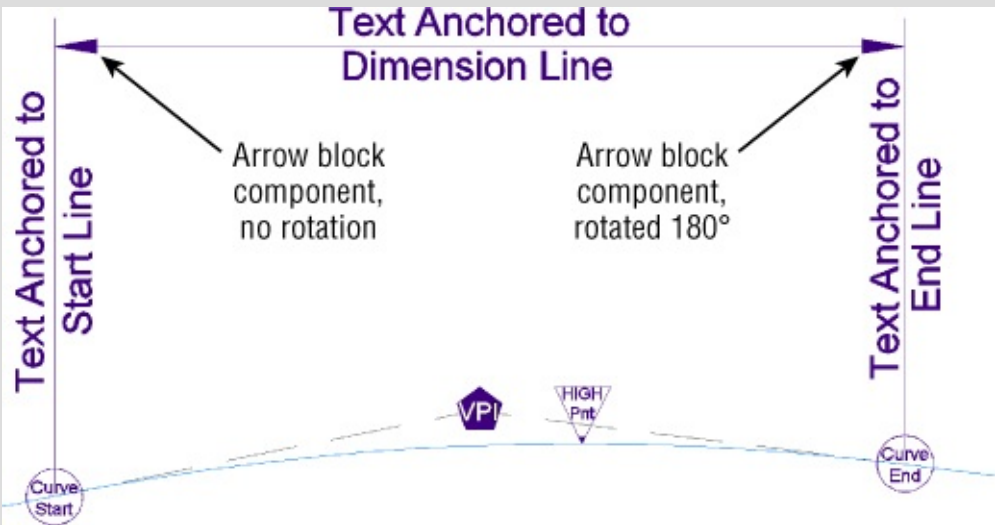 Text Anchored to
Dimension Line
Text Anchored to
Start Line
Arrow block
component,
no rotation
Arrow block
component,
rotated 180°
Text Anchored to
End Line
VPI
HIGH
Pnt
Curve
Start
Curve
End